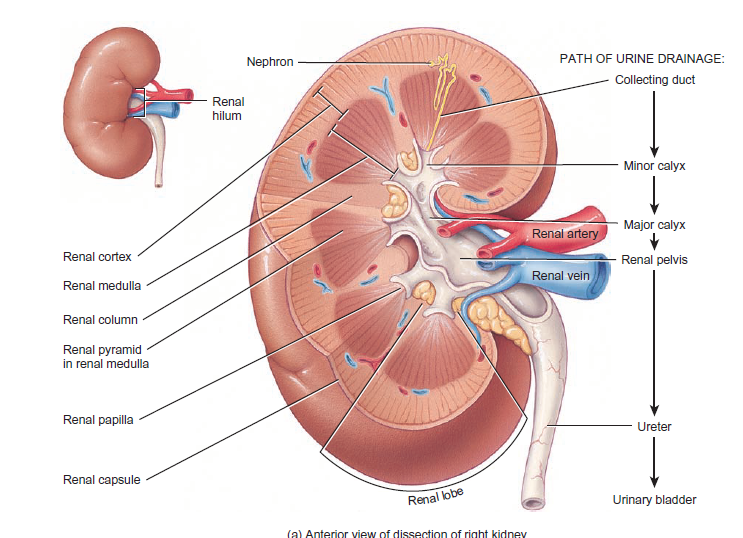 Nephron
PATH OF URINE DRAINAGE:
Collecting duct
Renal
hilum
Minor calyx
Major calyx
Renal artery
Renal cortex
Renal pelvis
Renal vein
Renal medulla
Renal column
Renal pyramid
in renal medulla
Renal papilla
Ureter
Renal capsule
Renal lobe
Urinary bladder
(a) Anterior view of dissection of right kidney